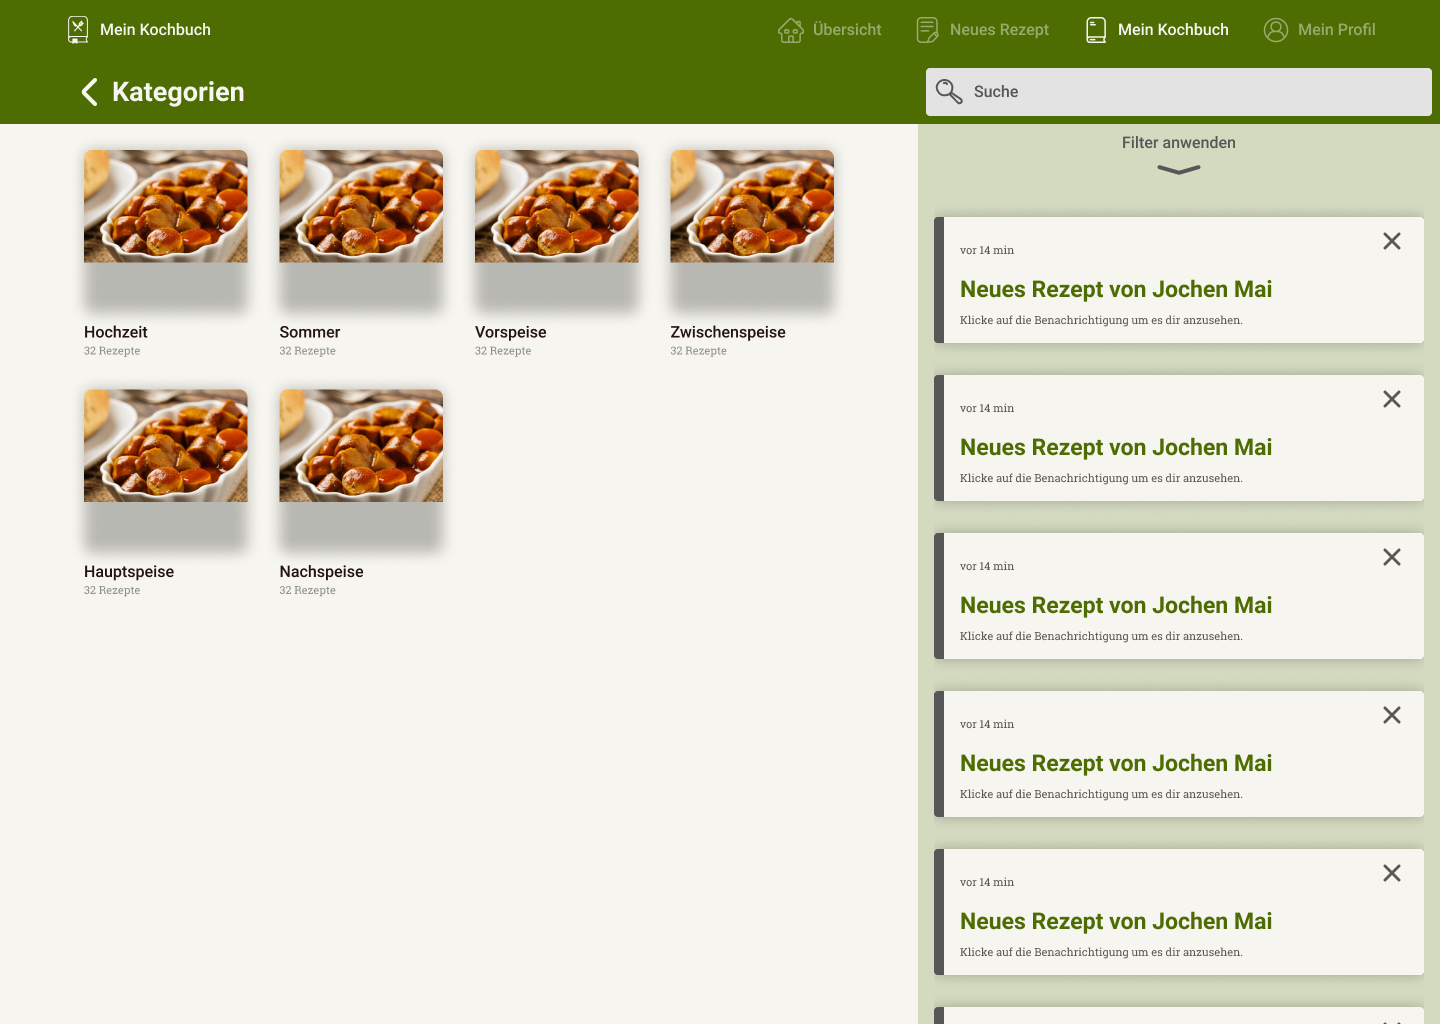 Mein Kochbuch
Übersicht
Neues Rezept
Mein Kochbuch
Mein Profil
Kategorien
Suche
Hochzeit
32 Rezepte
Sommer
32 Rezepte
Vorspeise
32 Rezepte
Zwischenspeise
32 Rezepte
Hauptspeise
32 Rezepte
Nachspeise
32 Rezepte
Filter anwenden
vor 14 min
Neues Rezept von Jochen Mai
Klicke auf die Benachrichtigung um es dir anzusehen.
vor 14 min
Neues Rezept von Jochen Mai
Klicke auf die Benachrichtigung um es dir anzusehen.
vor 14 min
Neues Rezept von Jochen Mai
Klicke auf die Benachrichtigung um es dir anzusehen.
vor 14 min
Neues Rezept von Jochen Mai
Klicke auf die Benachrichtigung um es dir anzusehen.
vor 14 min
Neues Rezept von Jochen Mai
Klicke auf die Benachrichtigung um es dir anzusehen.